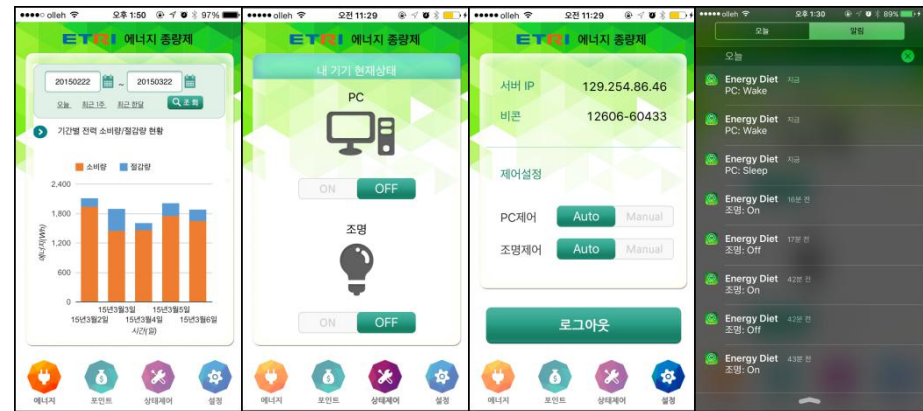 olleh 오후 1:50 97%
ETRI 에너지 종량제
20150222 ~ 20150322
오늘 최근 1주 최근 한달 조회
기간별 전력 소비량/절감량 현황
소비량 절감량
에너지(Wh)
2,400
1,800
1,200
600
0
15년3월3일 15년3월5일
15년3월2일 15년3월4일 15년3월6일
시간(일)
에너지 포인트 상태제어 설정
olleh 오전 11:29
ETRI 에너지 종량제
내 기기 현재상태
PC
ON OFF
조명
ON OFF
에너지 포인트 상태제어 설정
olleh 오전 11:29
ETRI 에너지 종량제
서버 IP 129.254.86.46
비콘 12606-60433
제어설정
PC제어 Auto Manual
조명제어 Auto Manual
로그아웃
에너지 포인트 상태제어 설정
olleh 오후 1:30 89%
오늘 알림
오늘
Energy Diet 지금
PC: Wake
Energy Diet 지금
PC: Wake
Energy Diet 지금
PC: Sleep
Energy Diet 16분 전
조명: On
Energy Diet 17분 전
조명: Off
Energy Diet 42분 전
조명: On
Energy Diet 42분 전
조명: Off
Energy Diet 43분 전
조명: On